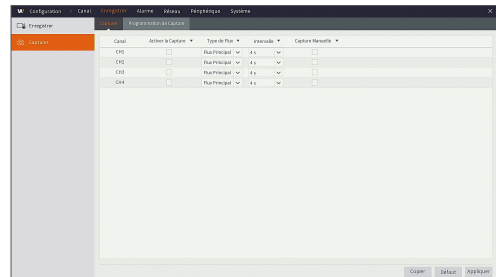 W Configuration Canal Enregistrer Alarme Réseau Périphérique Système
Enregistrer
Capturer
Capturer Programmation de Capture
Canal Activer la Capture Type de Flux Intervalle Capture Manuelle
CH1 Flux Principal 4 s
CH2 Flux Principal 4 s
CH3 Flux Principal 4 s
CH4 Flux Principal 4 s
Copier Défaut Appliquer